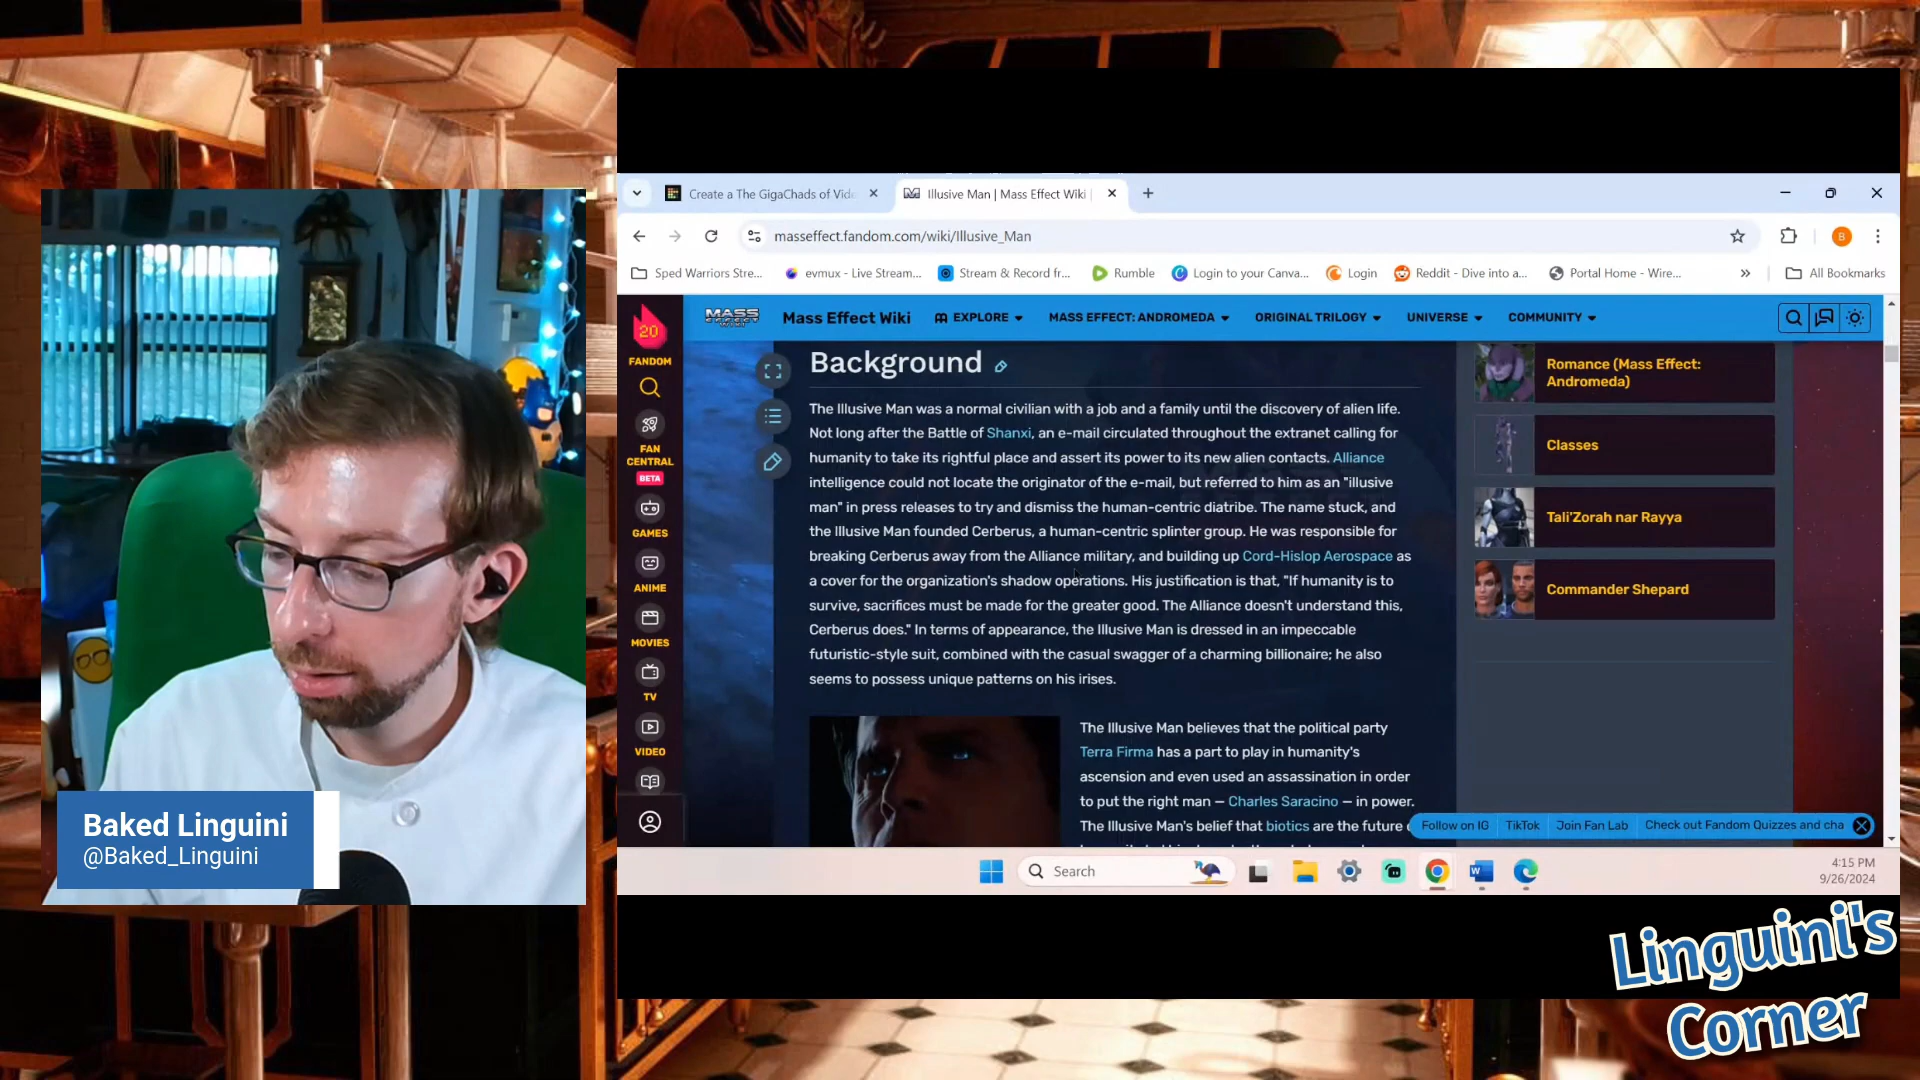 Create a The GigaChads of Vid
Illusive Man | Mass Effect Wiki |
masseffect.fandom.com/wiki/Illusive_Man
B
Sped Warriors Stre...
evmux - Live Stream...
Stream & Record fr...
Rumble
Login to your Canva...
Login
Reddit - Dive into a...
Portal Home - Wire...
All Bookmarks
20
FANDOM
FAN
CENTRAL
BETA
GAMES
ANIME
MOVIES
TV
VIDEO
MASS
EFFECT
Mass Effect Wiki
EXPLORE
MASS EFFECT: ANDROMEDA
ORIGINAL TRILOGY
UNIVERSE
COMMUNITY
Background
The Illusive Man was a normal civilian with a job and a family until the discovery of alien life.
Not long after the Battle of Shanxi, an e-mail circulated throughout the extranet calling for
humanity to take its rightful place and assert its power to its new alien contacts. Alliance
intelligence could not locate the originator of the e-mail, but referred to him as an "illusive
man" in press releases to try and dismiss the human-centric diatribe. The name stuck, and
the Illusive Man founded Cerberus, a human-centric splinter group. He was responsible for
breaking Cerberus away from the Alliance military, and building up Cord-Hislop Aerospace as
a cover for the organization's shadow operations. His justification is that, "If humanity is to
survive, sacrifices must be made for the greater good. The Alliance doesn't understand this,
Cerberus does." In terms of appearance, the Illusive Man is dressed in an impeccable
futuristic-style suit, combined with the casual swagger of a charming billionaire; he also
seems to possess unique patterns on his irises.
The Illusive Man believes that the political party
Terra Firma has a part to play in humanity's
ascension and even used an assassination in order
to put the right man — Charles Saracino — in power.
The Illusive Man's belief that biotics are the future
Romance (Mass Effect:
Andromeda)
Classes
Tali'Zorah nar Rayya
Commander Shepard
Follow on IG
TikTok
Join Fan Lab
Check out Fandom Quizzes and cha
Search
W
4:15 PM
9/26/2024
Baked Linguini
@Baked_Linguini
Linguini's
Corner